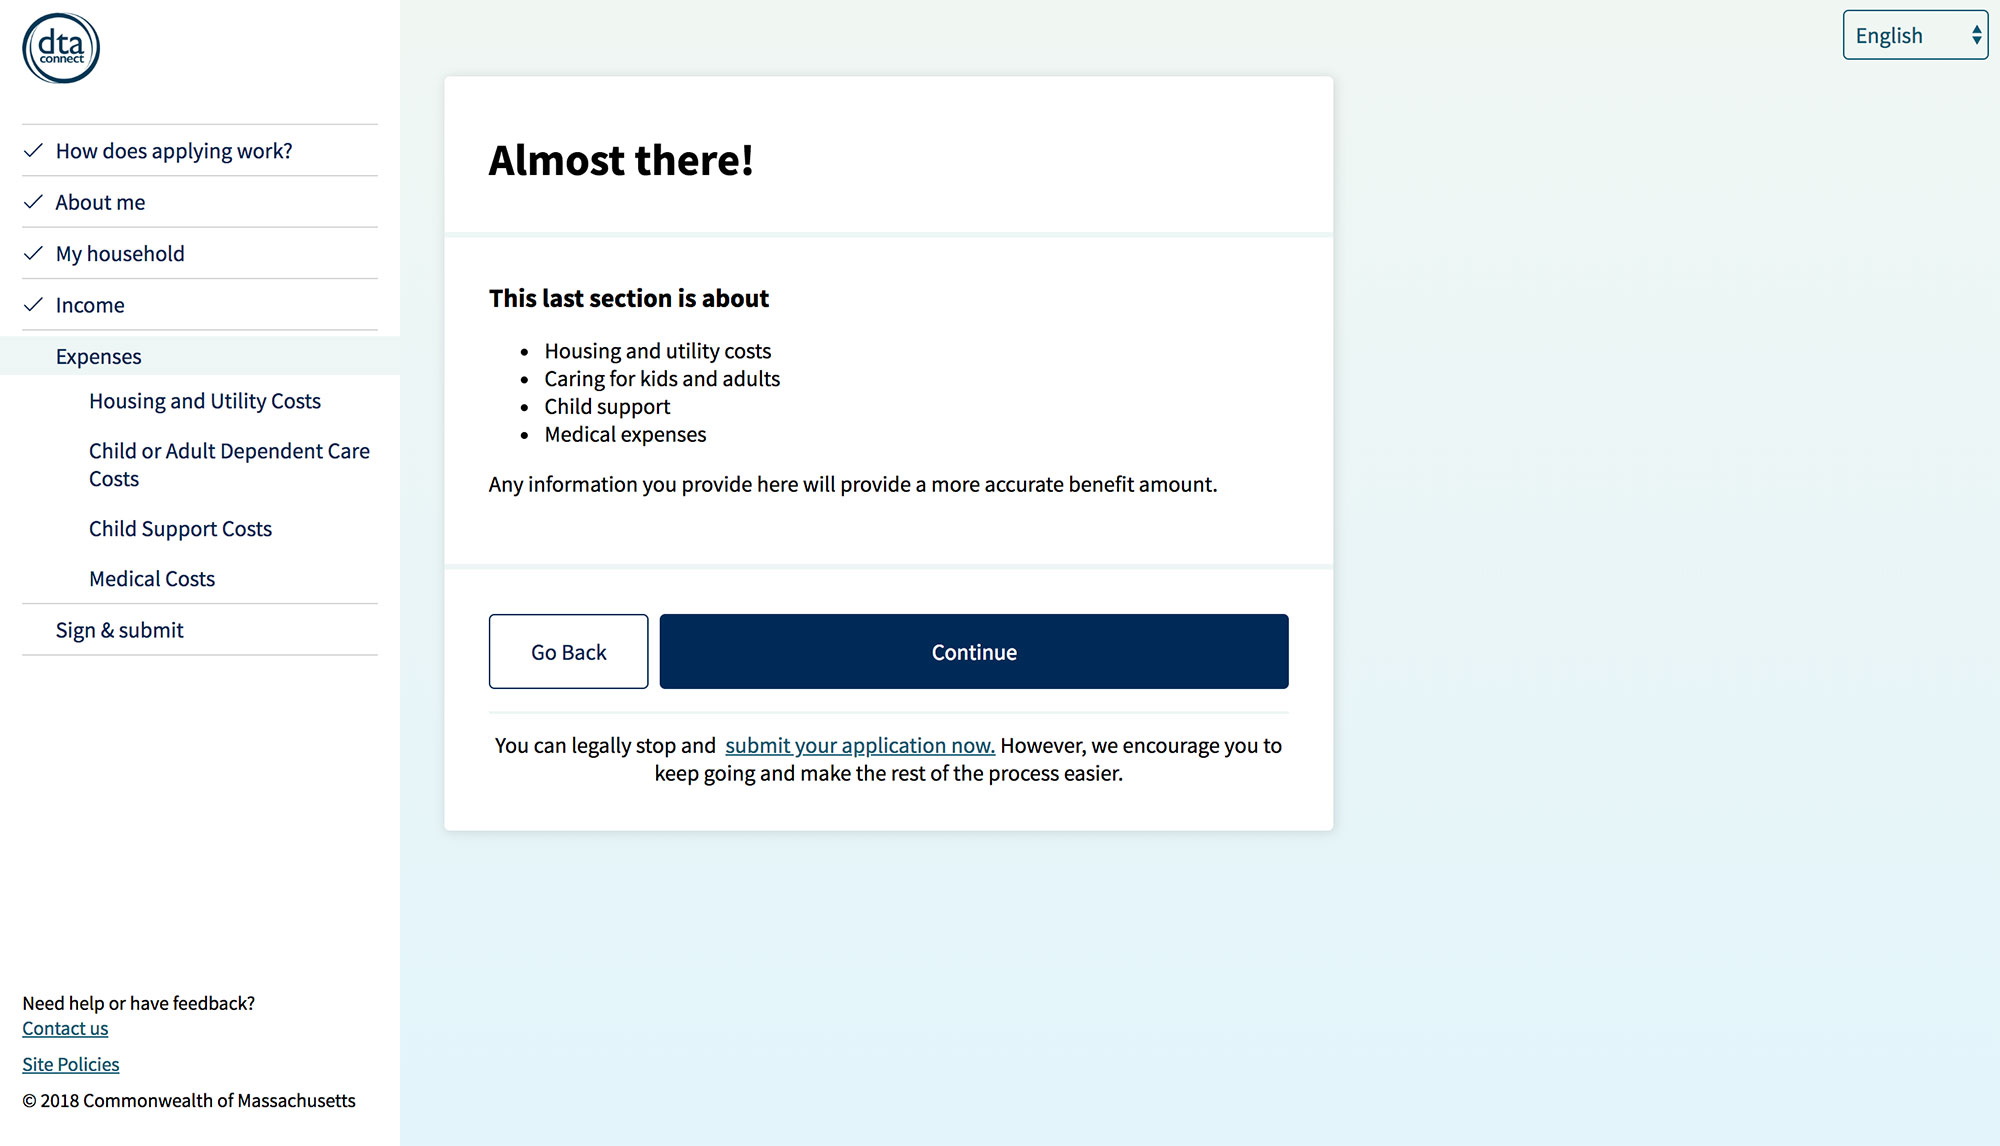 dta
connect
English
How does applying work?
About me
My household
Income
Expenses
Housing and Utility Costs
Child or Adult Dependent Care
Costs
Child Support Costs
Medical Costs
Sign & submit
Need help or have feedback?
Contact us
Site Policies
© 2018 Commonwealth of Massachusetts
Almost there!
This last section is about
• Housing and utility costs
• Caring for kids and adults
• Child support
• Medical expenses
Any information you provide here will provide a more accurate benefit amount.
Go Back
Continue
You can legally stop and submit your application now. However, we encourage you to
keep going and make the rest of the process easier.